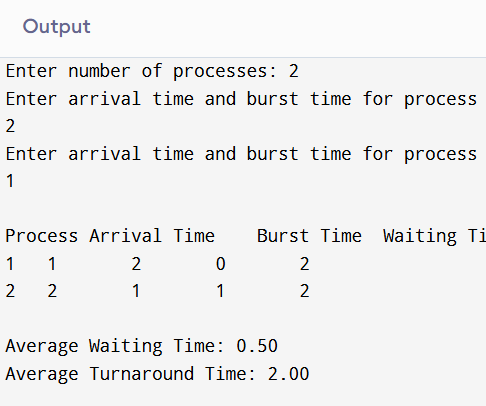 Output
Enter number of processes: 2
Enter arrival time and burst time for process
2
Enter arrival time and burst time for process
1
Process Arrival Time Burst Time Waiting Ti
1 1 2 0 2
2 2 1 1 2
Average Waiting Time: 0.50
Average Turnaround Time: 2.00